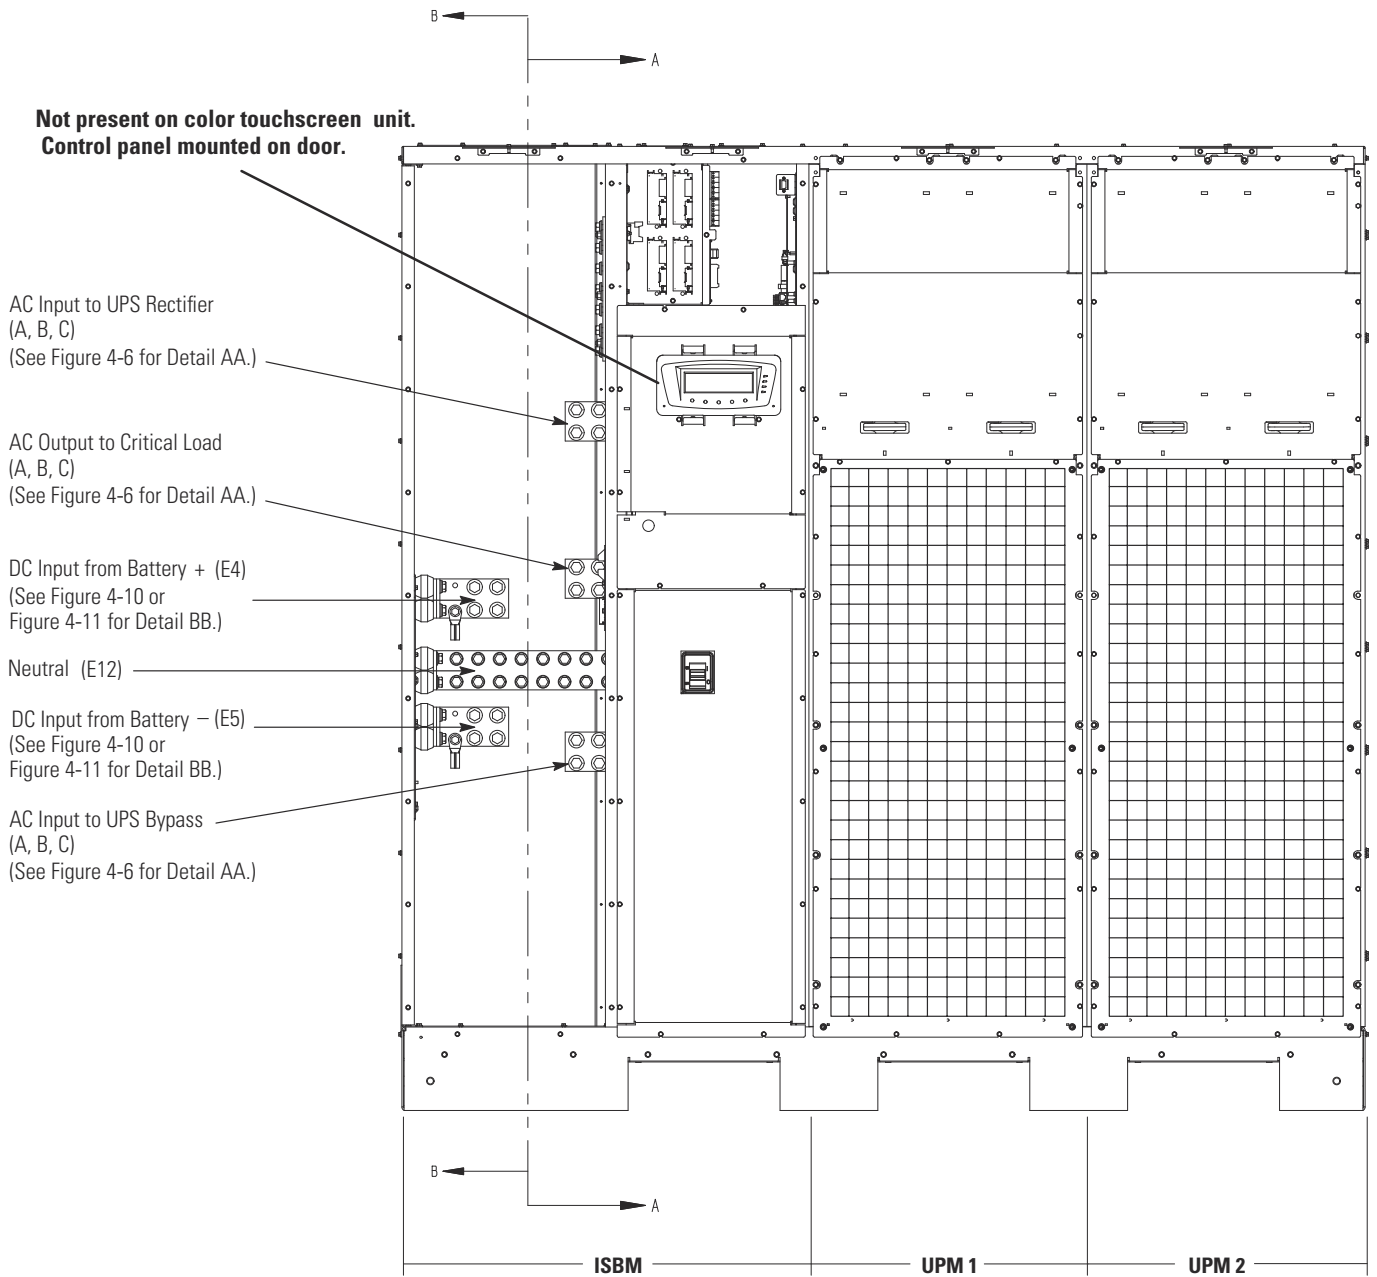 B
A
Not present on color touchscreen unit.
Control panel mounted on door.
AC Input to UPS Rectifier
(A, B, C)
(See Figure 4-6 for Detail AA.)
AC Output to Critical Load
(A, B, C)
(See Figure 4-6 for Detail AA.)
DC Input from Battery + (E4)
(See Figure 4-10 or
Figure 4-11 for Detail BB.)
Neutral (E12)
DC Input from Battery – (E5)
(See Figure 4-10 or
Figure 4-11 for Detail BB.)
AC Input to UPS Bypass
(A, B, C)
(See Figure 4-6 for Detail AA.)
B
A
ISBM UPM 1 UPM 2